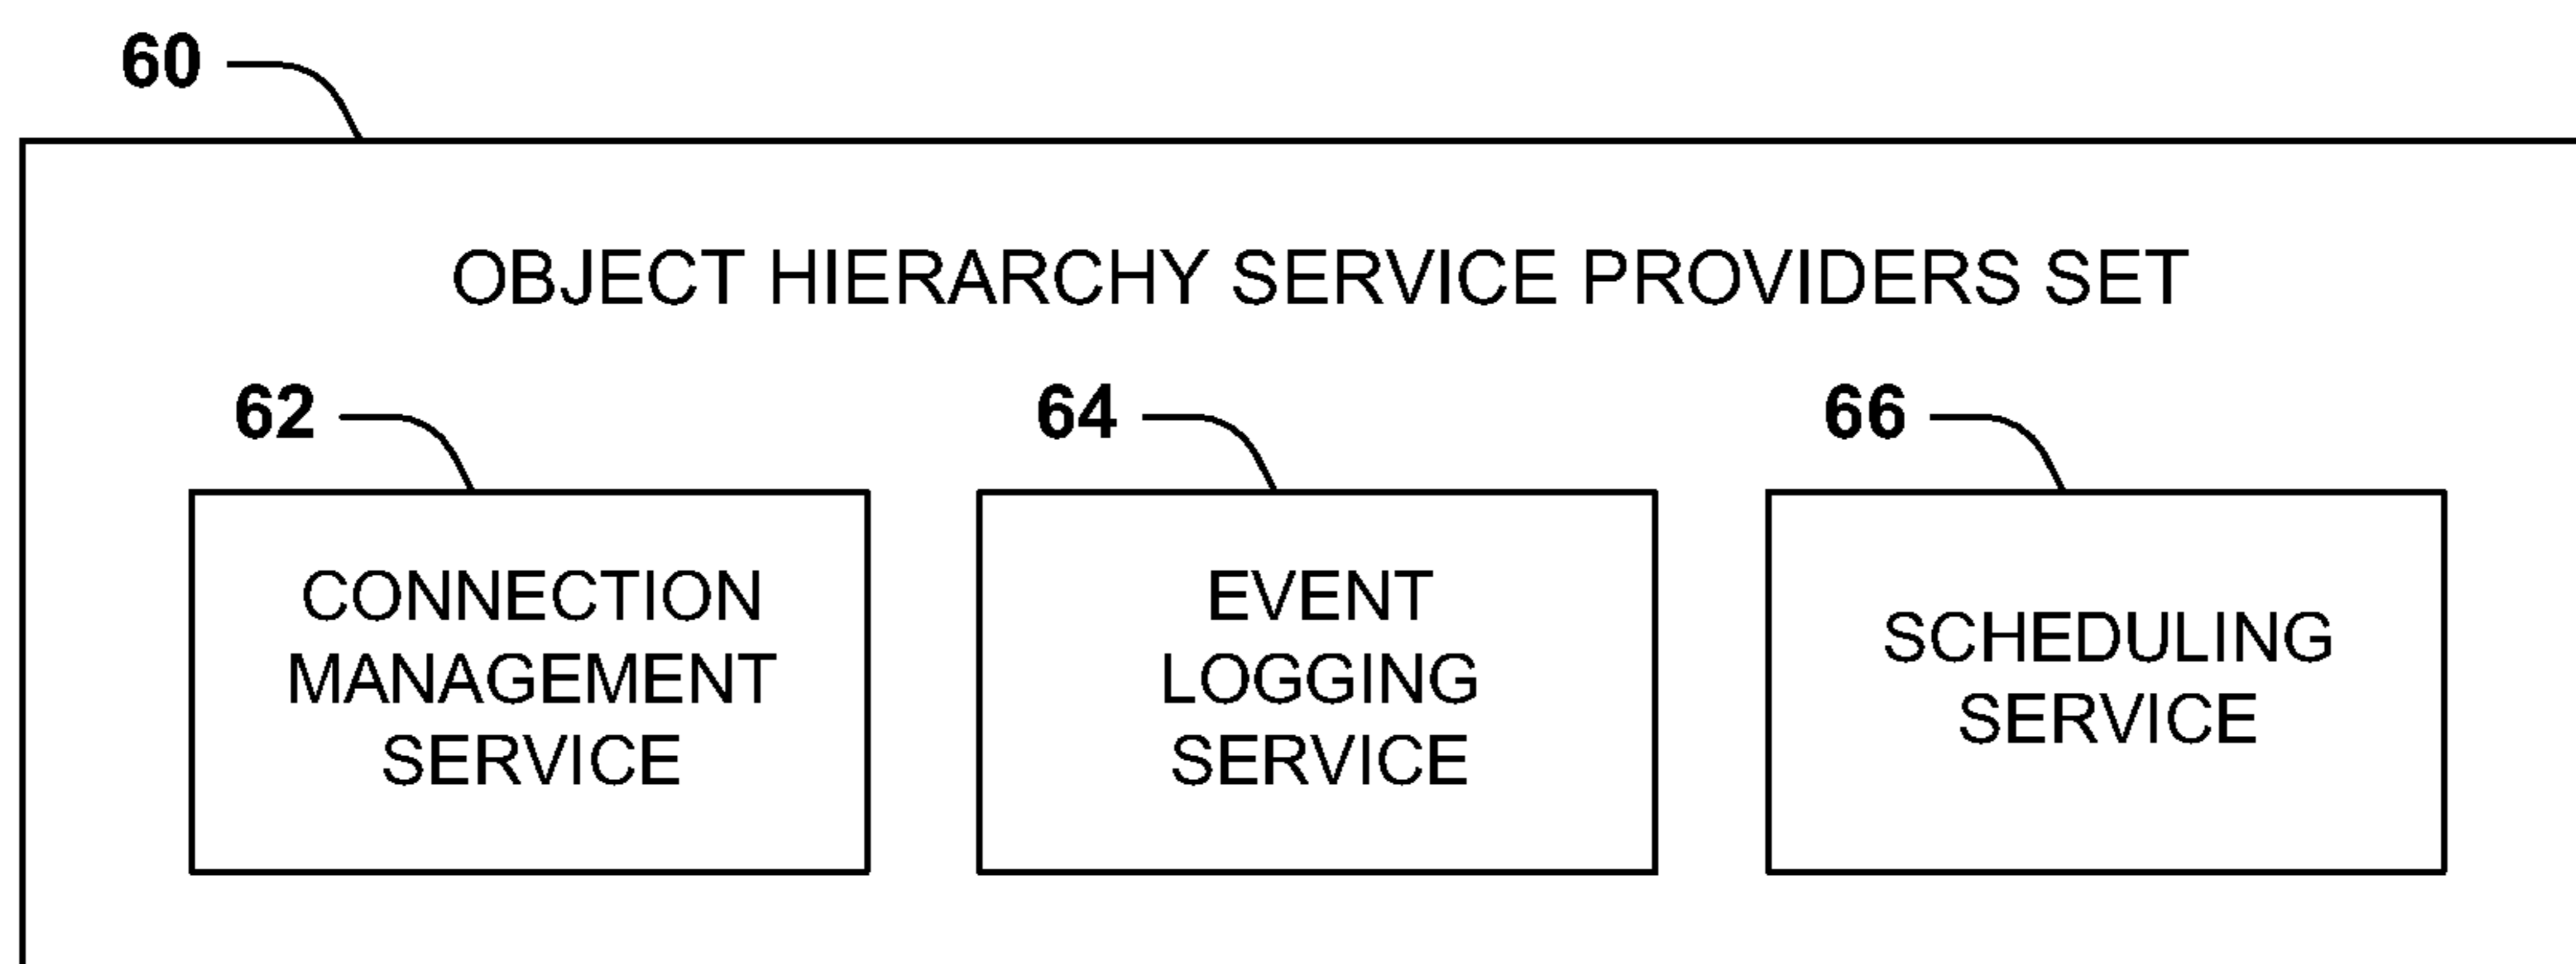 60
OBJECT HIERARCHY SERVICE PROVIDERS SET
62
64
66
CONNECTION
MANAGEMENT
SERVICE
EVENT
LOGGING
SERVICE
SCHEDULING
SERVICE